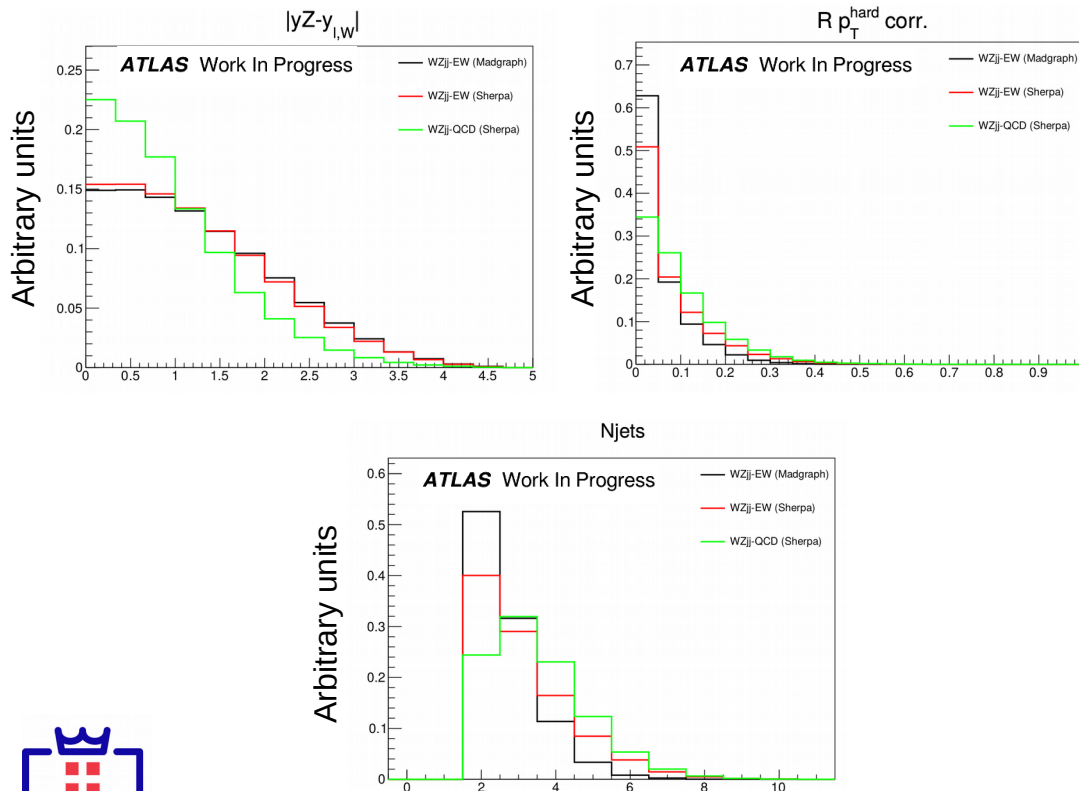 |yZ-y_{l,W}|
ATLAS Work In Progress
WZjj-EW (Madgraph)
WZjj-EW (Sherpa)
WZjj-QCD (Sherpa)
Arbitrary units
0.25
0.2
0.15
0.1
0.05
0
0 0.5 1 1.5 2 2.5 3 3.5 4 4.5 5
R p_T^{hard} corr.
ATLAS Work In Progress
WZjj-EW (Madgraph)
WZjj-EW (Sherpa)
WZjj-QCD (Sherpa)
Arbitrary units
0.7
0.6
0.5
0.4
0.3
0.2
0.1
0
0 0.1 0.2 0.3 0.4 0.5 0.6 0.7 0.8 0.9
Njets
ATLAS Work In Progress
WZjj-EW (Madgraph)
WZjj-EW (Sherpa)
WZjj-QCD (Sherpa)
Arbitrary units
0.6
0.5
0.4
0.3
0.2
0.1
0
0 2 4 6 8 10